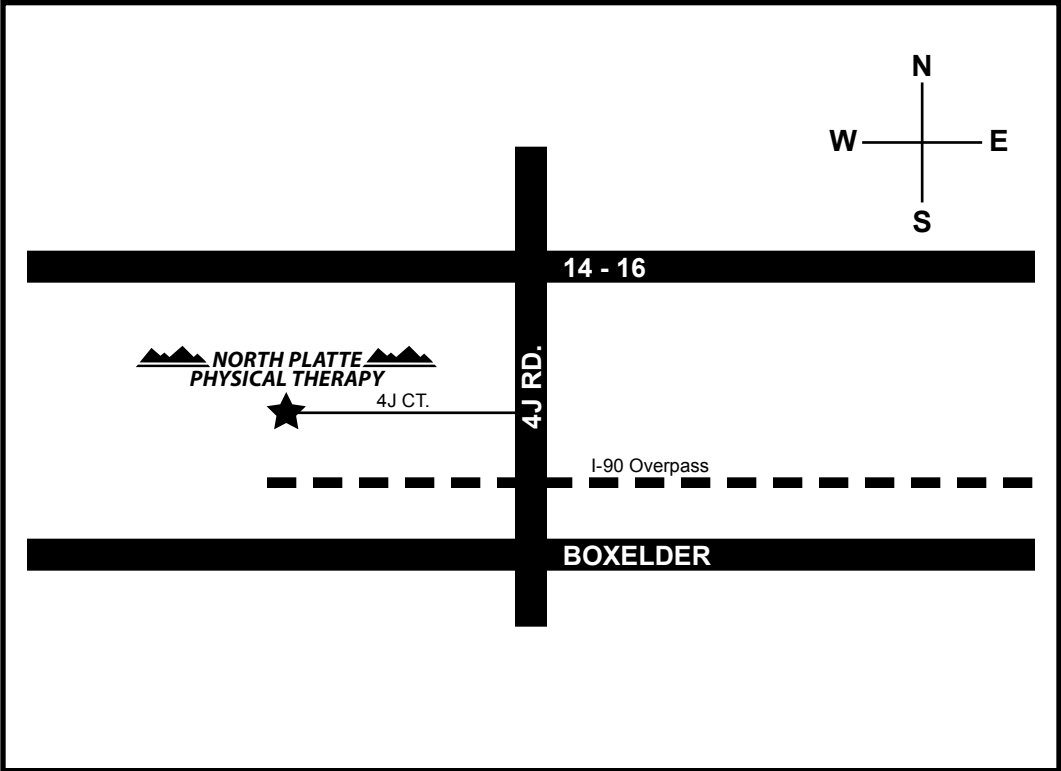 N
W E
S
14 - 16
NORTH PLATTE
PHYSICAL THERAPY
4J CT.
4J RD.
I-90 Overpass
BOXELDER